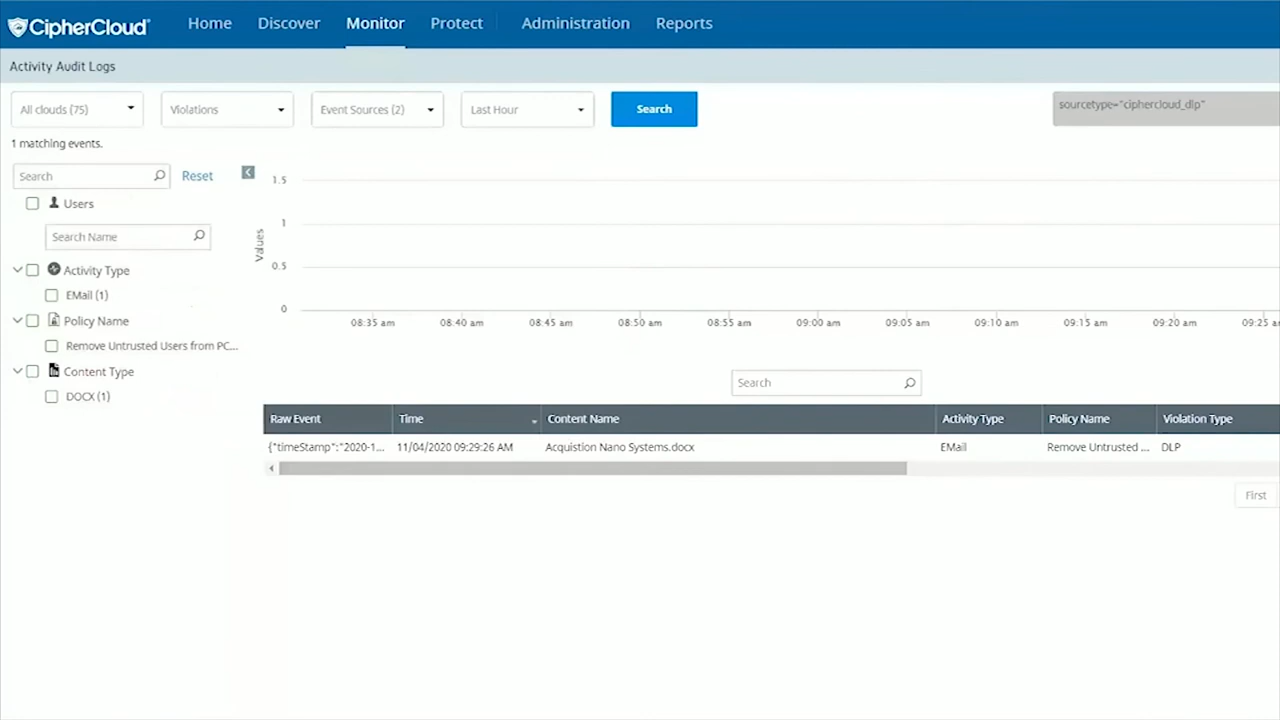 CipherCloud Home Discover Monitor Protect Administration Reports
Activity Audit Logs
All clouds (75) Violations Event Sources (2) Last Hour Search sourcetype="ciphercloud_dlp"
1 matching events.
Search Reset
Users
Search Name
Activity Type
EMail (1)
Policy Name
Remove Untrusted Users from PC...
Content Type
DOCX (1)
1.5
1
0.5
0
Values
08:35 am 08:40 am 08:45 am 08:50 am 08:55 am 09:00 am 09:05 am 09:10 am 09:15 am 09:20 am 09:25 a
Search
Raw Event Time Content Name Activity Type Policy Name Violation Type
{"timeStamp":"2020-1... 11/04/2020 09:29:26 AM Acquistion Nano Systems.docx EMail Remove Untrusted ... DLP
First